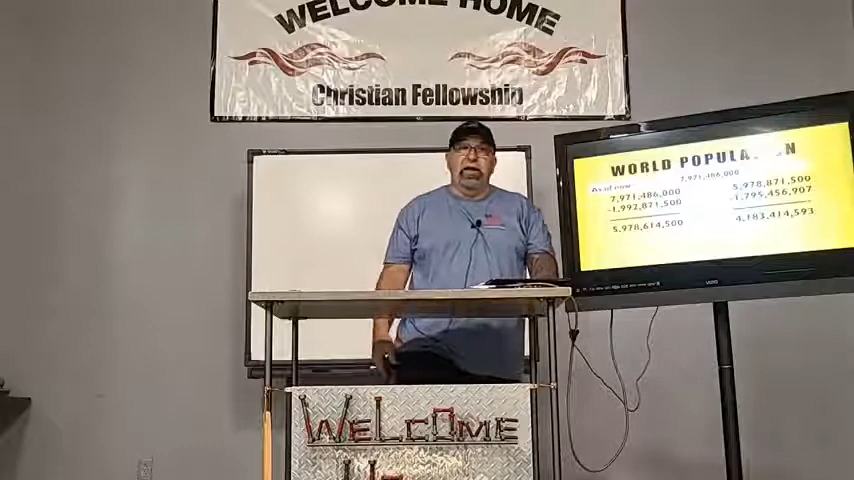 WELCOME HOME
Christian Fellowship
WORLD POPULA N
As of now 7,971,486,000
7,971,486,000 5,978,871,500
-1,992,871,500 -1,795,456,907
5,978,614,500 4,183,414,593
WELCOME